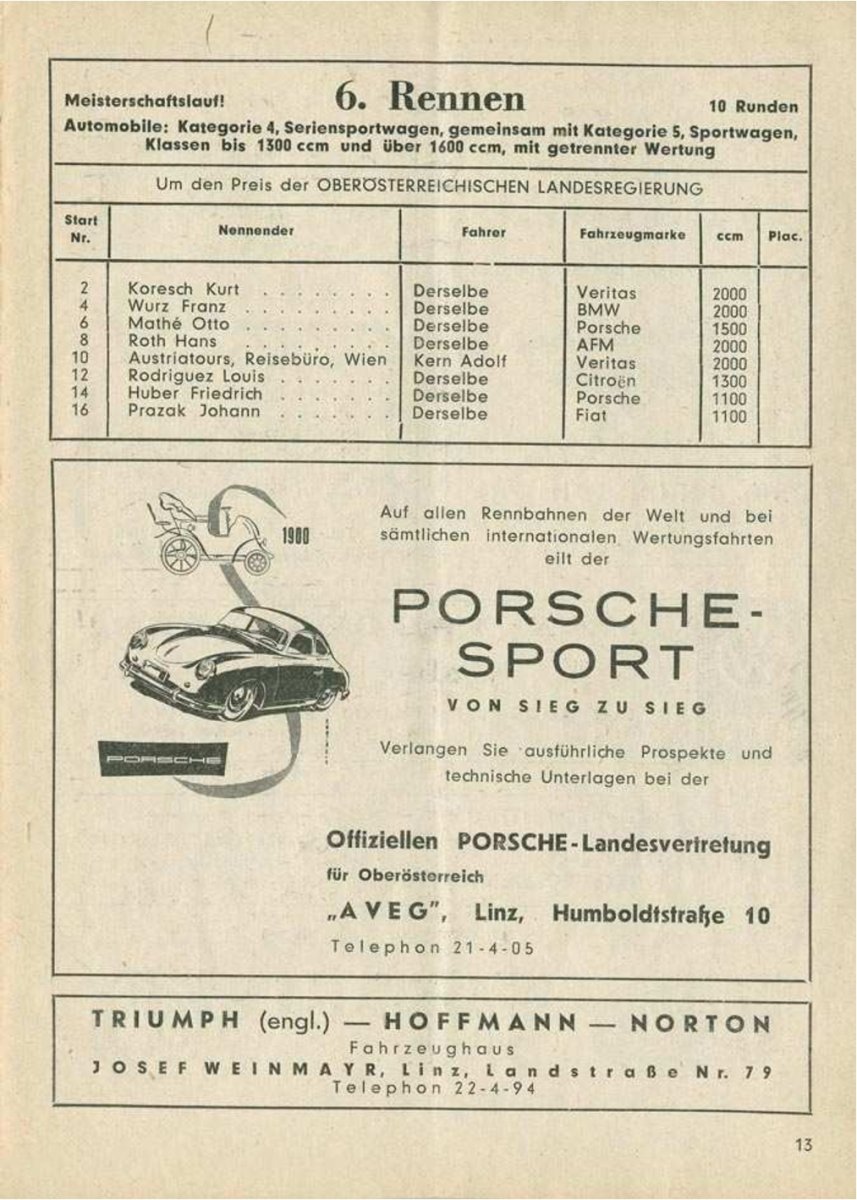 Meisterschaftslauf! 6. Rennen 10 Runden
Automobile: Kategorie 4, Seriensportwagen, gemeinsam mit Kategorie 5, Sportwagen,
Klassen bis 1300 ccm und über 1600 ccm, mit getrennter Wertung
Um den Preis der OBERÖSTERREICHISCHEN LANDESREGIERUNG
Start Nr. Nennender Fahrer Fahrzeugmarke ccm Plac.
2 Koresch Kurt . . . . . . . . Derselbe Veritas 2000
4 Wurz Franz . . . . . . . . . Derselbe BMW 2000
6 Mathé Otto . . . . . . . . . Derselbe Porsche 1500
8 Roth Hans . . . . . . . . . Derselbe AFM 2000
10 Austriatours, Reisebüro, Wien Kern Adolf Veritas 2000
12 Rodriguez Louis . . . . . . . Derselbe Citroën 1300
14 Huber Friedrich . . . . . . . Derselbe Porsche 1100
16 Prazak Johann . . . . . . . Derselbe Fiat 1100
1900
PORSCHE
Auf allen Rennbahnen der Welt und bei
sämtlichen internationalen Wertungsfahrten
eilt der
PORSCHE-
SPORT
VON SIEG ZU SIEG
Verlangen Sie ausführliche Prospekte und
technische Unterlagen bei der
Offiziellen PORSCHE-Landesvertretung
für Oberösterreich
„AVEG", Linz, Humboldtstraße 10
Telephon 21-4-05
TRIUMPH (engl.) — HOFFMANN — NORTON
Fahrzeughaus
JOSEF WEINMAYR, Linz, Landstraße Nr. 79
Telephon 22-4-94
13